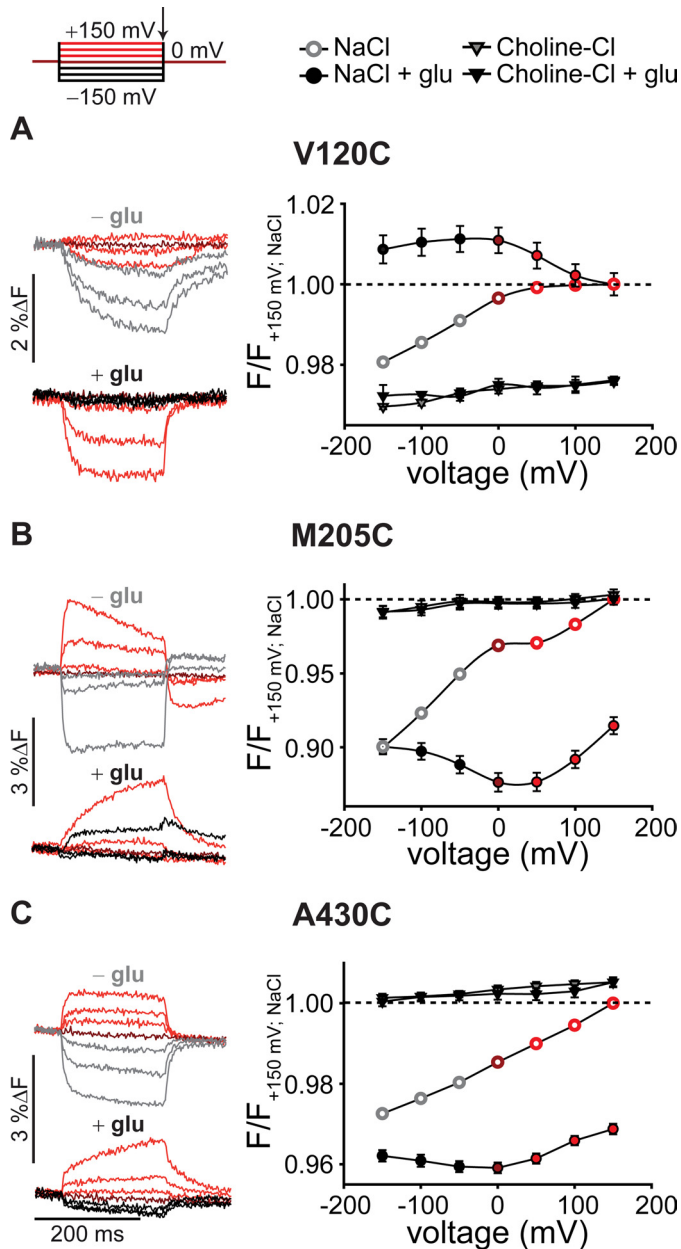 +150 mV
0 mV
−150 mV
NaCl
Choline-Cl
NaCl + glu
Choline-Cl + glu
A
V120C
− glu
2 %ΔF
+ glu
F/F+150 mV; NaCl
1.02
1.00
0.98
-200 -100 0 100 200
voltage (mV)
B
M205C
− glu
3 %ΔF
+ glu
F/F+150 mV; NaCl
1.00
0.95
0.90
-200 -100 0 100 200
voltage (mV)
C
A430C
− glu
3 %ΔF
+ glu
200 ms
F/F+150 mV; NaCl
1.00
0.98
0.96
-200 -100 0 100 200
voltage (mV)